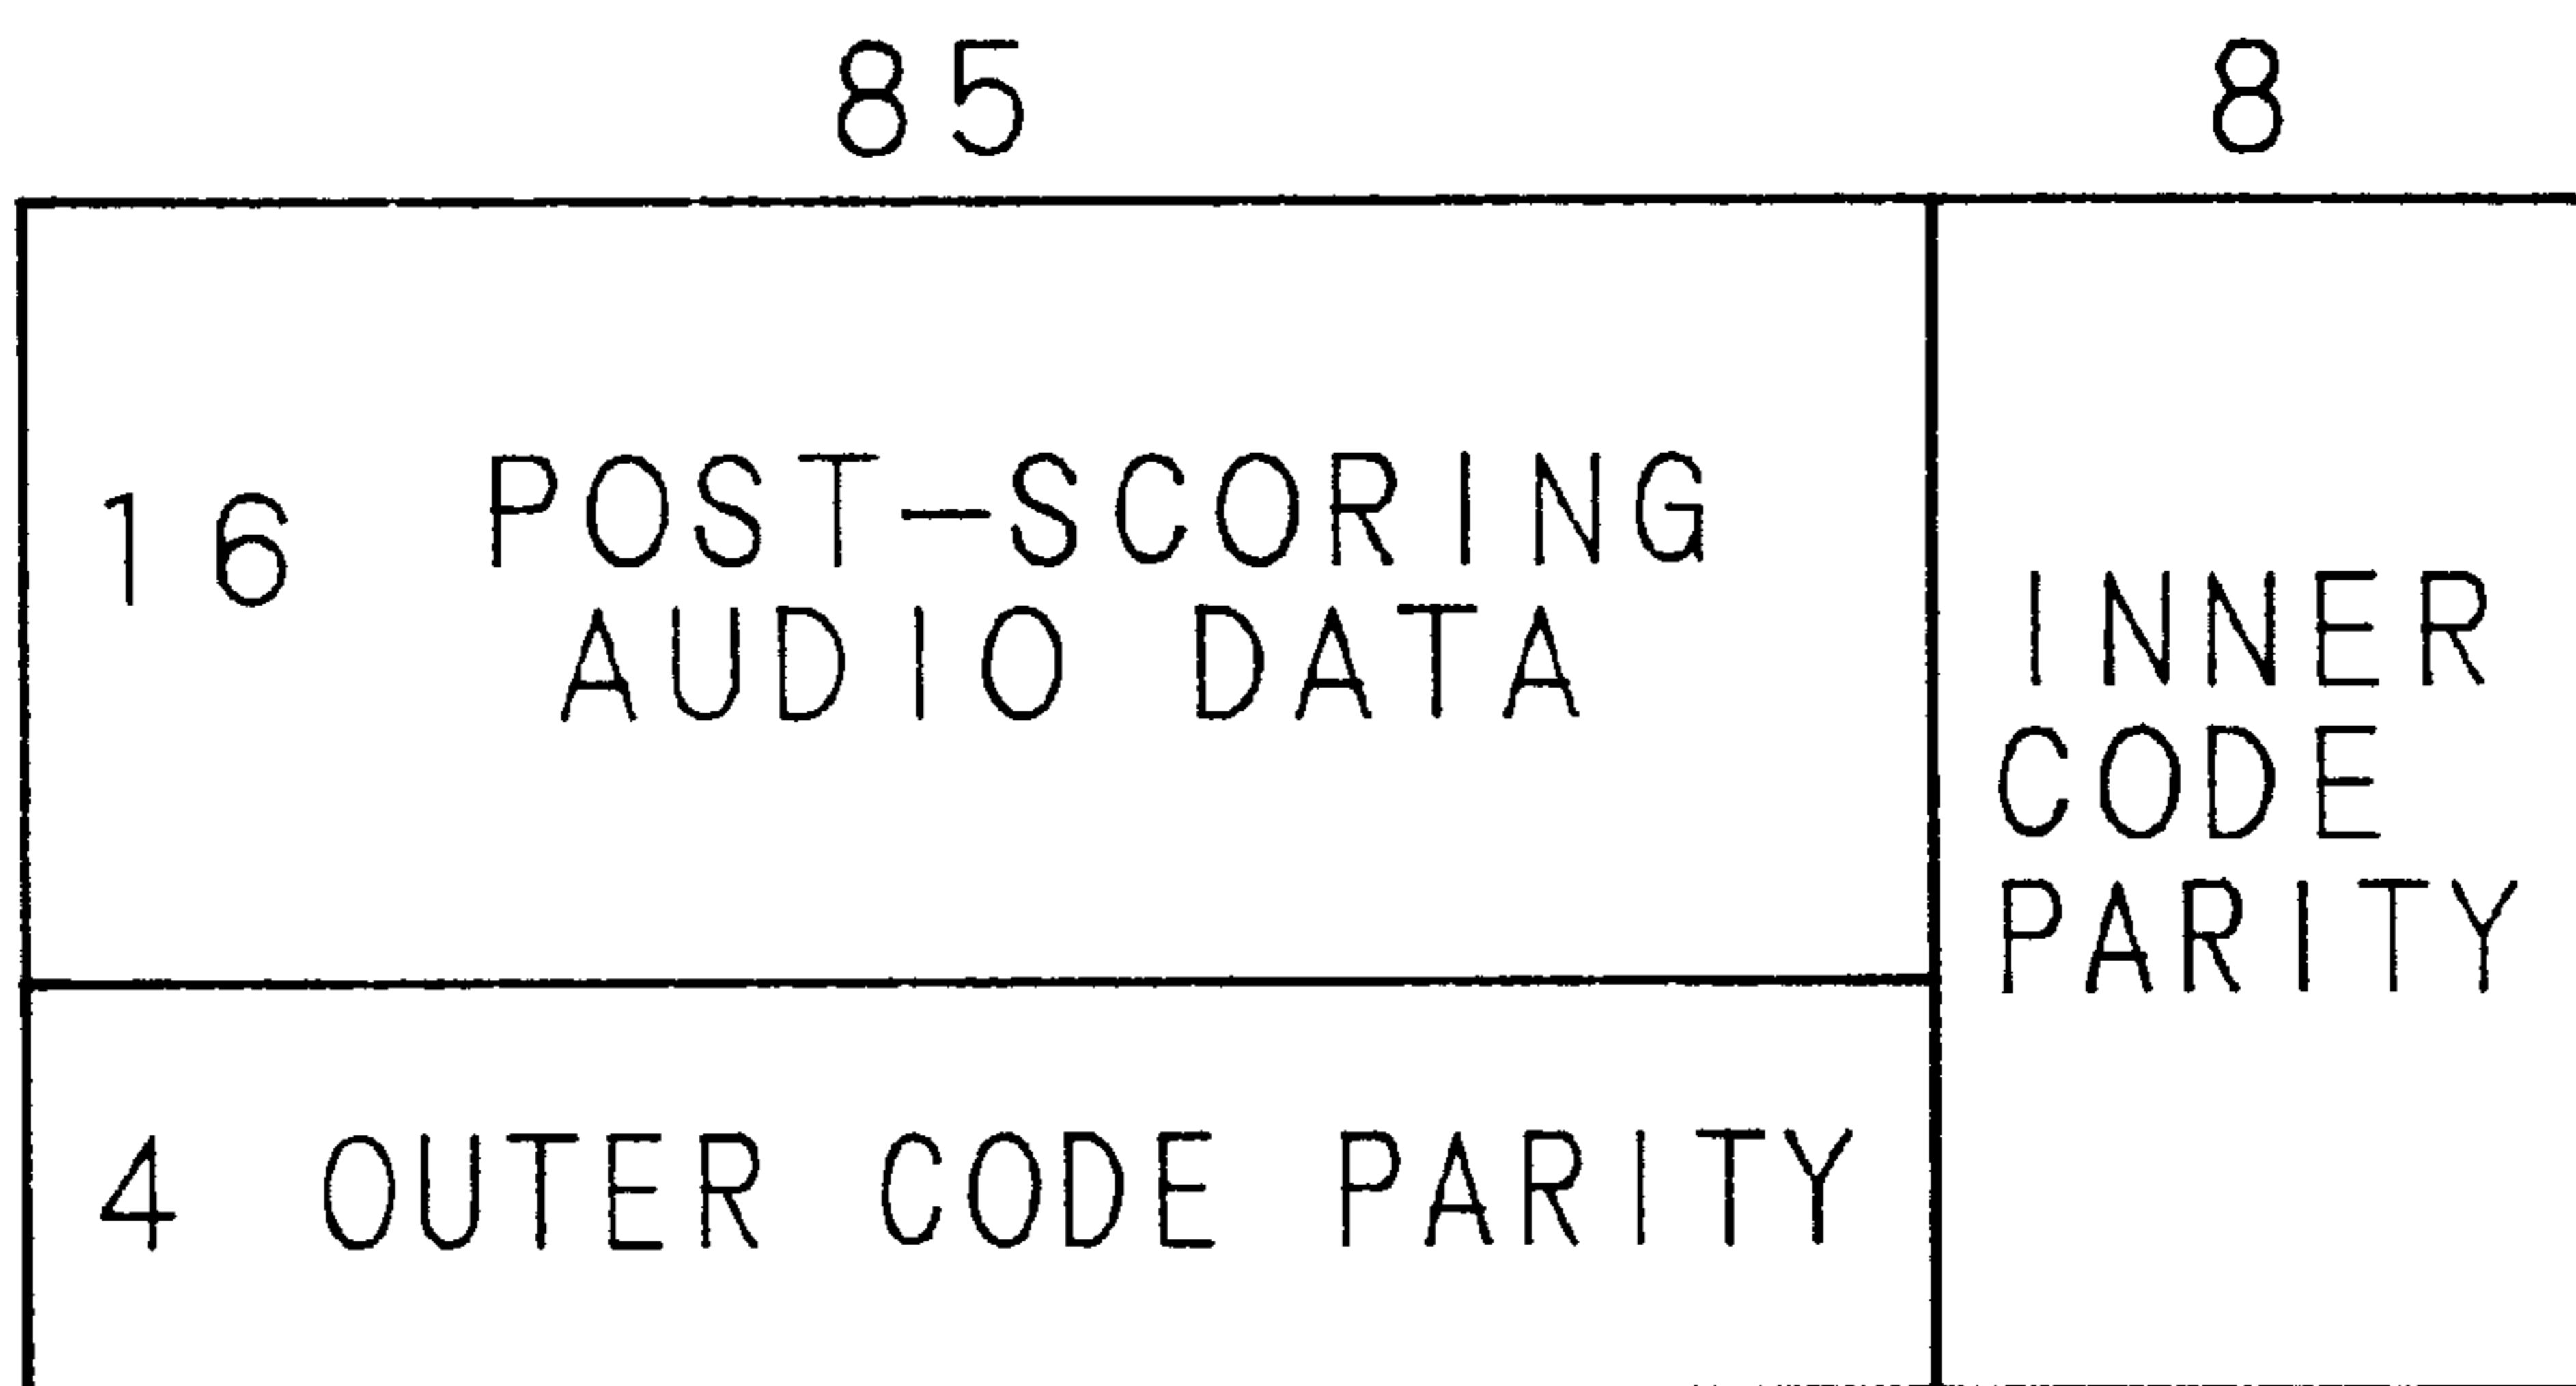 85 8
16 POST-SCORING
AUDIO DATA
INNER
CODE
PARITY
4 OUTER CODE PARITY